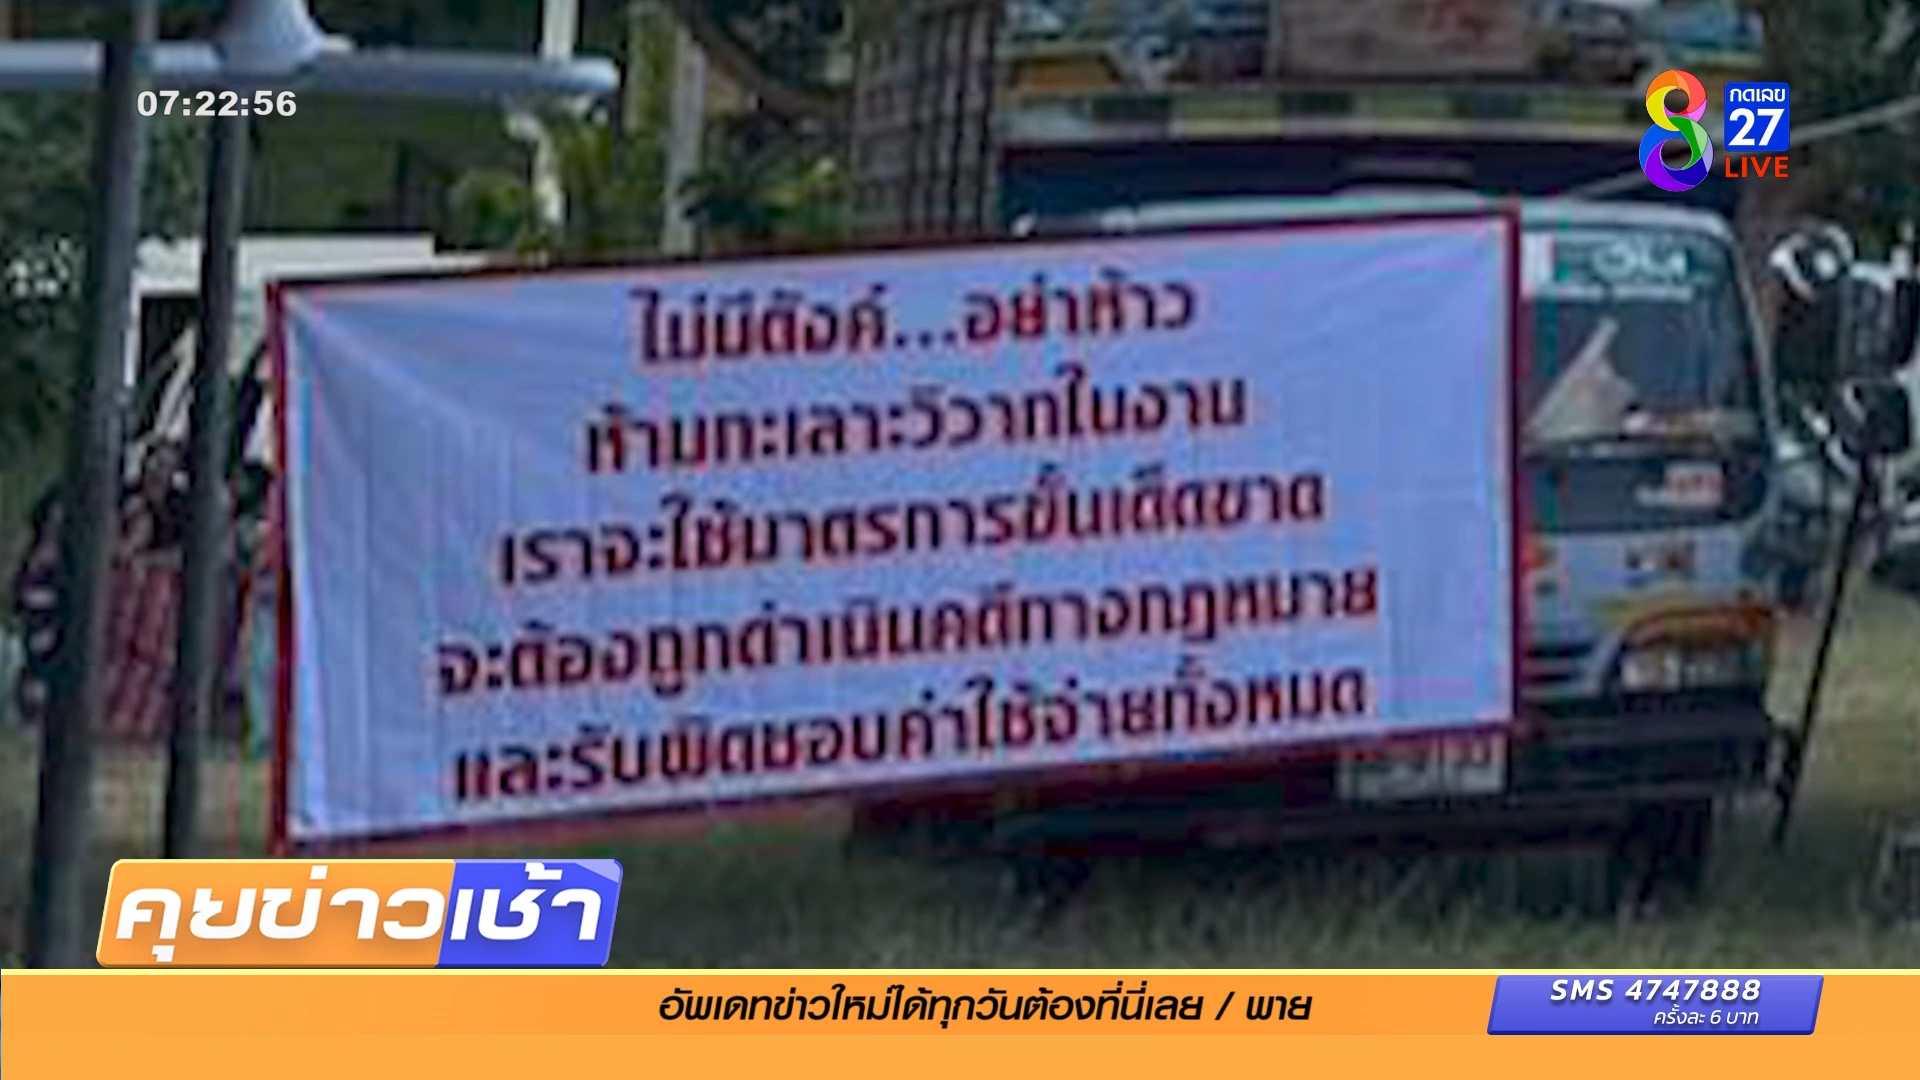 07:22:56
กดเลข
27
LIVE
ไม่มีตังค์...อย่าห้าว
ห้ามทะเลาะวิวาทในงาน
เราจะใช้มาตรการขั้นเด็ดขาด
จะต้องถูกดำเนินคดีทางกฎหมาย
และรับผิดชอบค่าใช้จ่ายทั้งหมด
คุยข่าวเช้า
อัพเดทข่าวใหม่ได้ทุกวันต้องที่นี่เลย / พาย
SMS 4747888
ครั้งละ 6 บาท